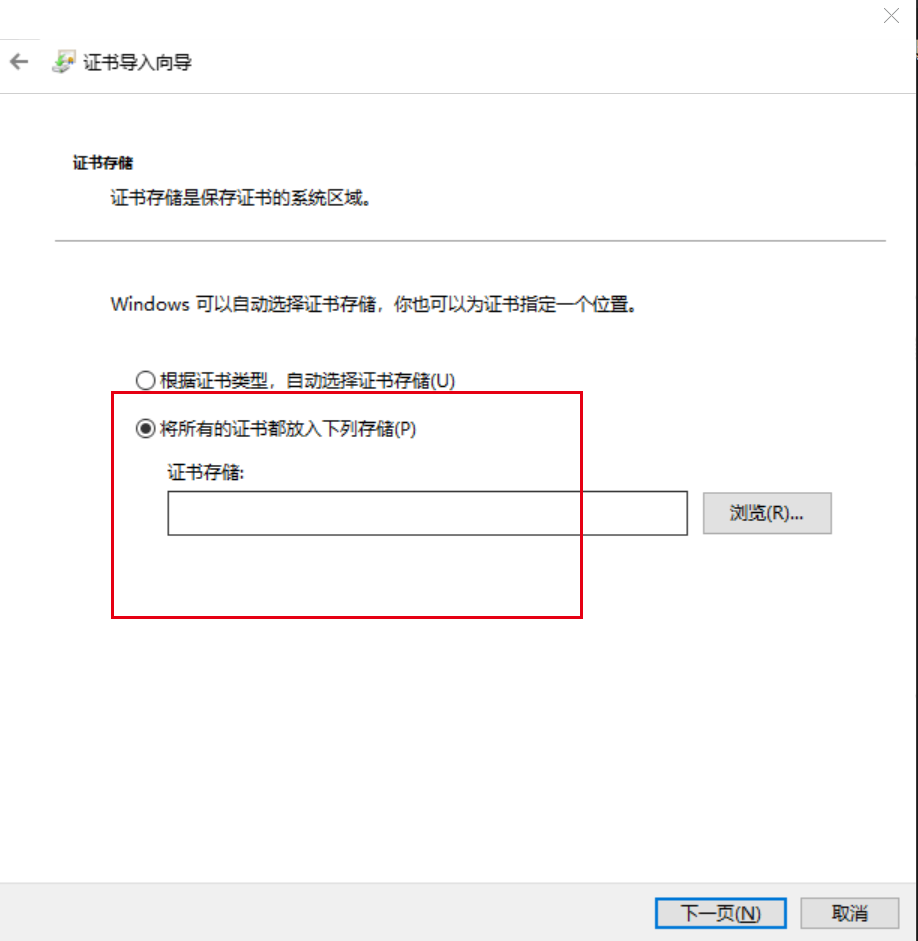 证书导入向导
证书存储
证书存储是保存证书的系统区域。
Windows 可以自动选择证书存储，你也可以为证书指定一个位置。
根据证书类型，自动选择证书存储(U)
将所有的证书都放入下列存储(P)
证书存储:
浏览(R)...
下一页(N)
取消